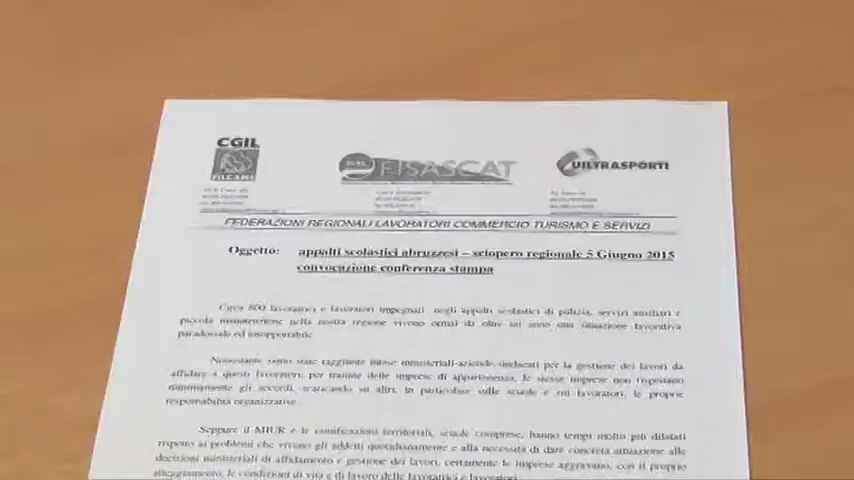 CGIL
FILCAMS
FISASCAT
UILTRASPORTI
FEDERAZIONI REGIONALI LAVORATORI COMMERCIO TURISMO E SERVIZI
Oggetto: appalti scolastici abruzzesi – sciopero regionale 5 Giugno 2015
convocazione conferenza stampa
Circa 800 lavoratrici e lavoratori impegnati negli appalti scolastici di pulizia, servizi ausiliari e
piccola manutenzione nella nostra regione vivono ormai da oltre un anno una situazione lavorativa
paradossale ed insopportabile.
Nonostante siano state raggiunte intese ministeriali-aziende sindacati per la gestione dei lavori da
affidare a questi lavoratori, per tramite delle imprese di appartenenza, le stesse imprese non rispettano
minimamente gli accordi, scaricando su altri, in particolare sulle scuole e sui lavoratori, le proprie
responsabilità organizzative.
Seppure il MIUR e le ramificazioni territoriali, scuole comprese, hanno tempi molto più dilatati
rispetto ai problemi che vivono gli addetti quotidianamente e alla necessità di dare concreta attuazione alle
decisioni ministeriali di affidamento e gestione dei lavori, certamente le imprese aggravano, con il proprio
atteggiamento, le condizioni di vita e di lavoro delle lavoratrici e lavoratori.